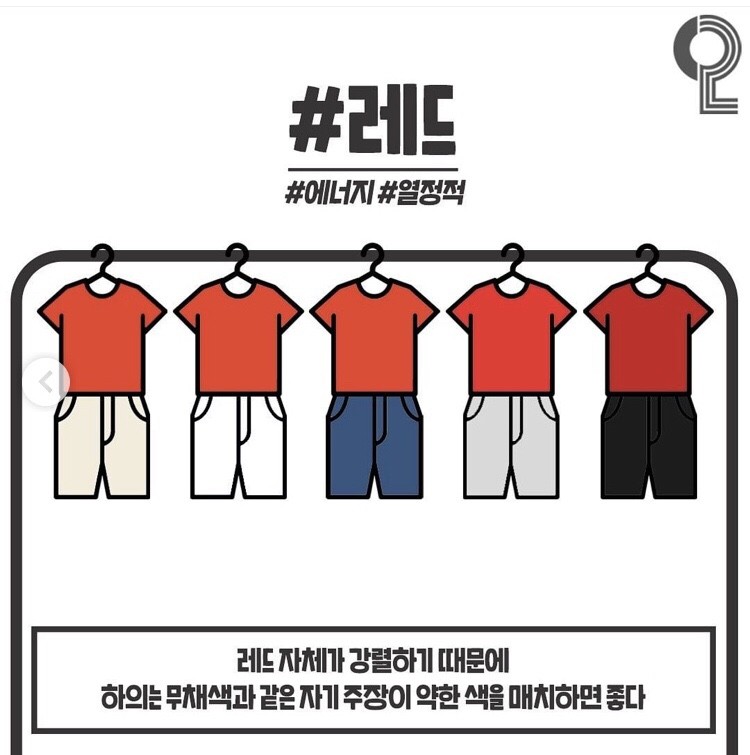 #레드
#에너지 #열정적
레드 자체가 강렬하기 때문에
하의는 무채색과 같은 자기 주장이 약한 색을 매치하면 좋다